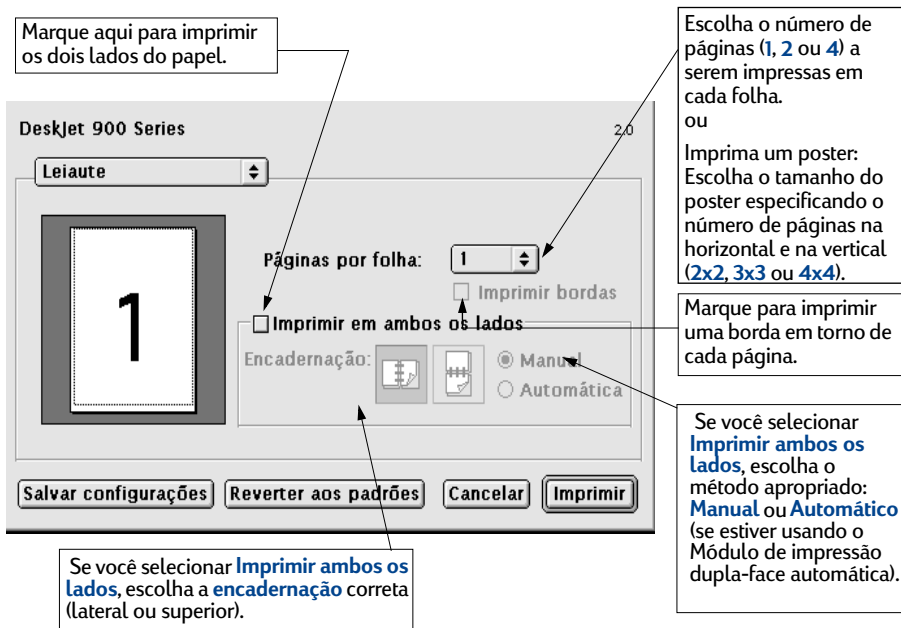 Marque aqui para imprimir
os dois lados do papel.
Escolha o número de
páginas (1, 2 ou 4) a
serem impressas em
cada folha.
ou
Imprima um poster:
Escolha o tamanho do
poster especificando o
número de páginas na
horizontal e na vertical
(2x2, 3x3 ou 4x4).
DeskJet 900 Series
2.0
Leiaute
1
Páginas por folha:
1
Imprimir bordas
Imprimir em ambos os lados
Encadernação:
Manual
Automática
Marque para imprimir
uma borda em torno de
cada página.
Se você selecionar
Imprimir ambos os
lados, escolha o
método apropriado:
Manual ou Automático
(se estiver usando o
Módulo de impressão
dupla-face automática).
Salvar configurações
Reverter aos padrões
Cancelar
Imprimir
Se você selecionar Imprimir ambos os
lados, escolha a encadernação correta
(lateral ou superior).